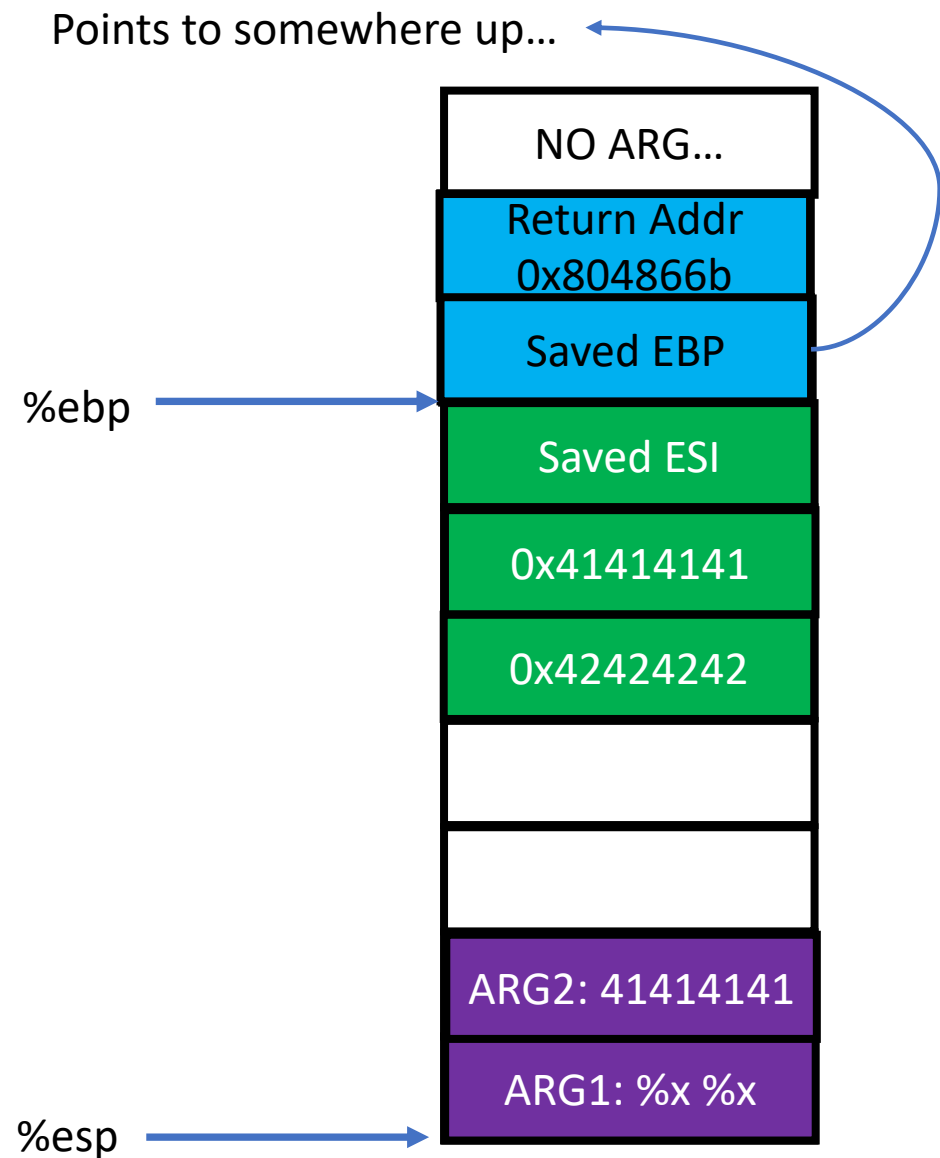 Points to somewhere up…
NO ARG…
Return Addr
0x804866b
Saved EBP
%ebp
Saved ESI
0x41414141
0x42424242
ARG2: 41414141
ARG1: %x %x
%esp